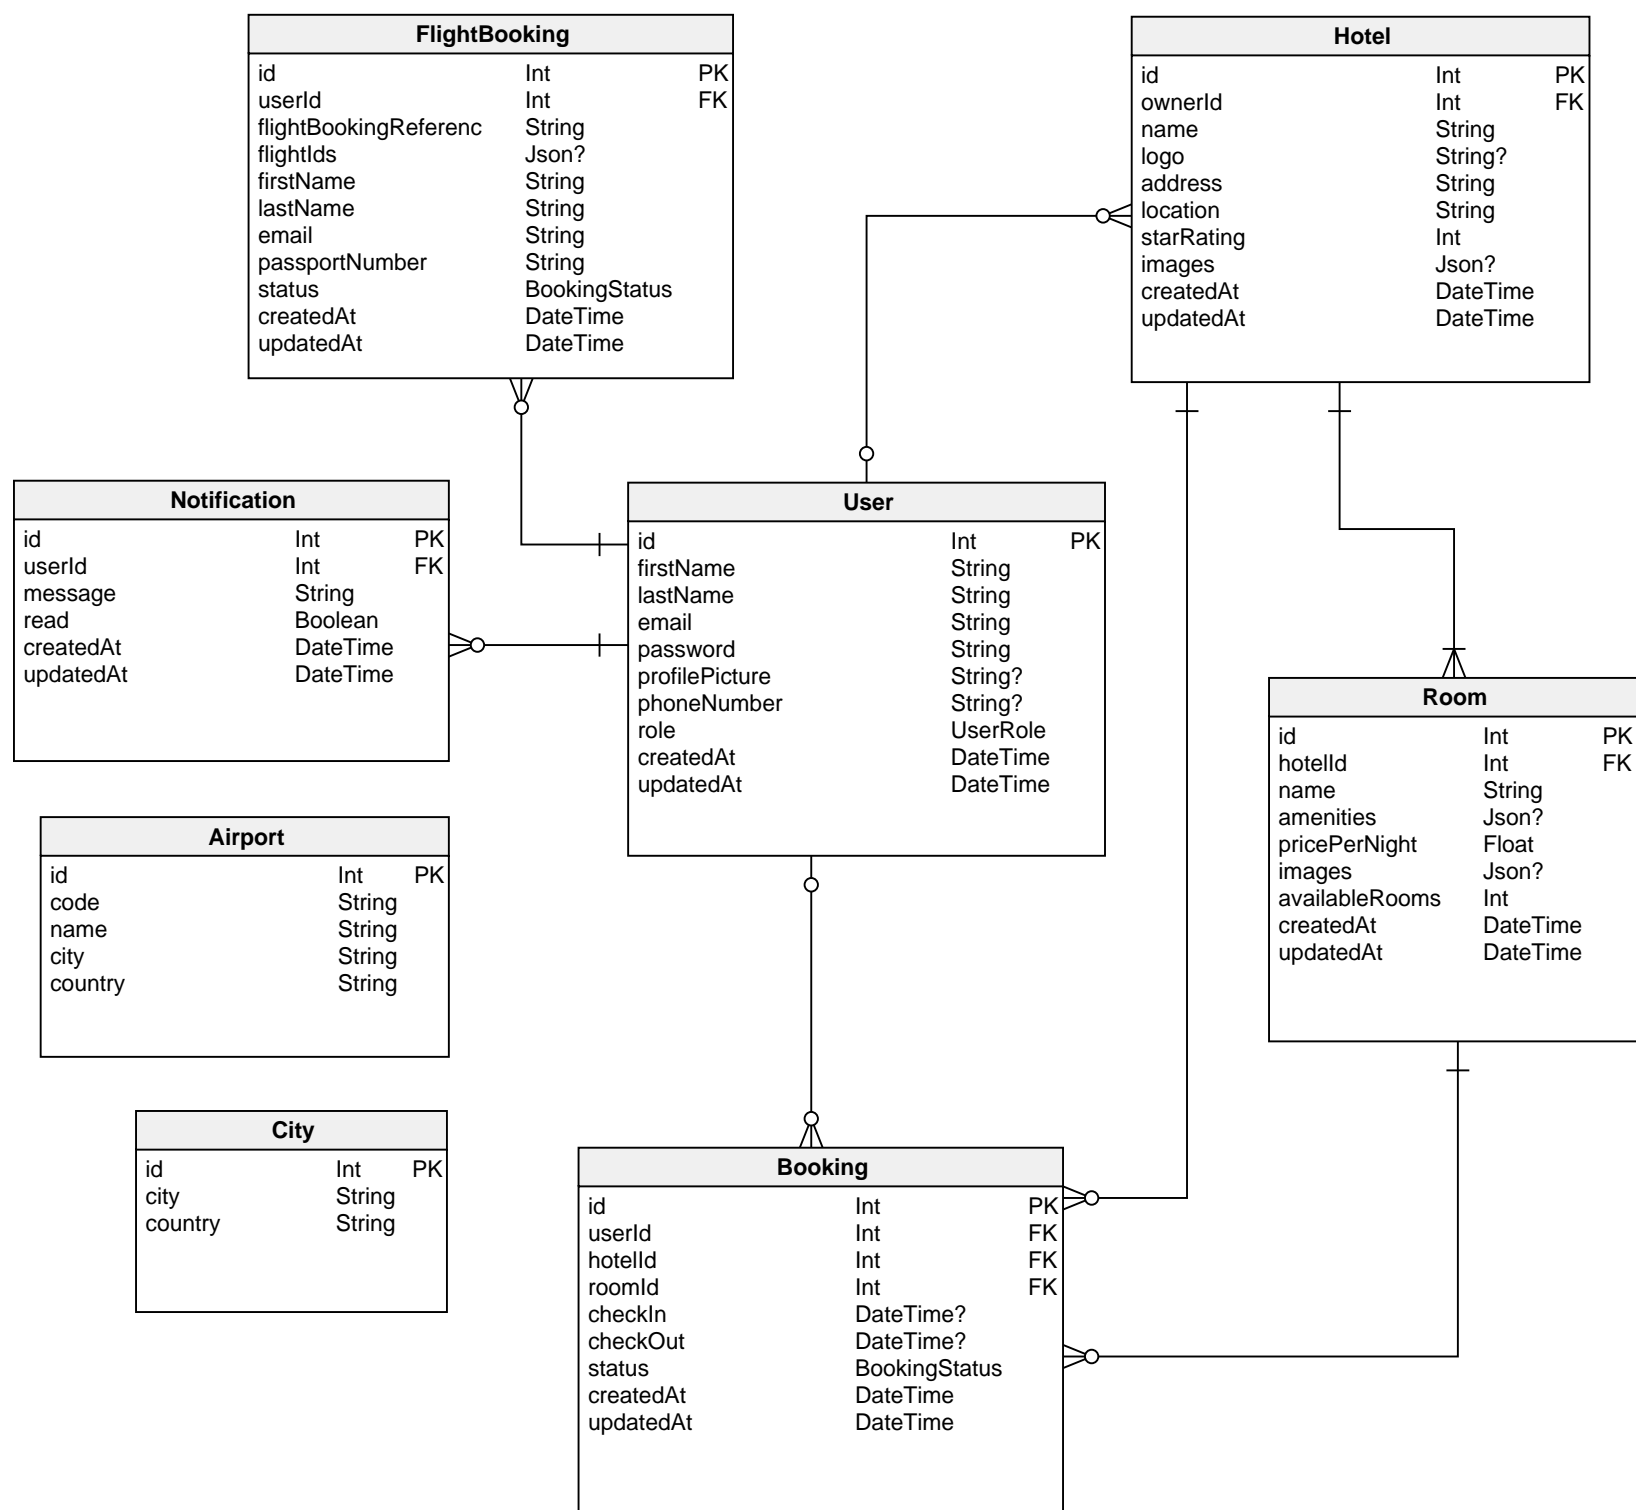 FlightBooking
id Int PK
userId Int FK
flightBookingReferenc String
flightIds Json?
firstName String
lastName String
email String
passportNumber String
status BookingStatus
createdAt DateTime
updatedAt DateTime
Hotel
id Int PK
ownerId Int FK
name String
logo String?
address String
location String
starRating Int
images Json?
createdAt DateTime
updatedAt DateTime
Notification
id Int PK
userId Int FK
message String
read Boolean
createdAt DateTime
updatedAt DateTime
User
id Int PK
firstName String
lastName String
email String
password String
profilePicture String?
phoneNumber String?
role UserRole
createdAt DateTime
updatedAt DateTime
Room
id Int PK
hotelId Int FK
name String
amenities Json?
pricePerNight Float
images Json?
availableRooms Int
createdAt DateTime
updatedAt DateTime
Airport
id Int PK
code String
name String
city String
country String
City
id Int PK
city String
country String
Booking
id Int PK
userId Int FK
hotelId Int FK
roomId Int FK
checkIn DateTime?
checkOut DateTime?
status BookingStatus
createdAt DateTime
updatedAt DateTime